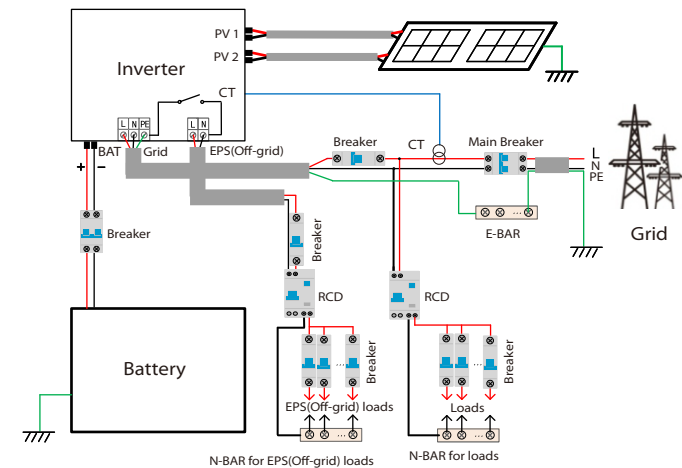 PV 1
PV 2
Inverter
CT
L N PE
L N
BAT
Grid
EPS(Off-grid)
+
−
Breaker
CT
Main Breaker
L
N
PE
E-BAR
Grid
Breaker
Breaker
RCD
RCD
Battery
Breaker
Breaker
EPS(Off-grid) loads
Loads
N-BAR for EPS(Off-grid) loads
N-BAR for loads